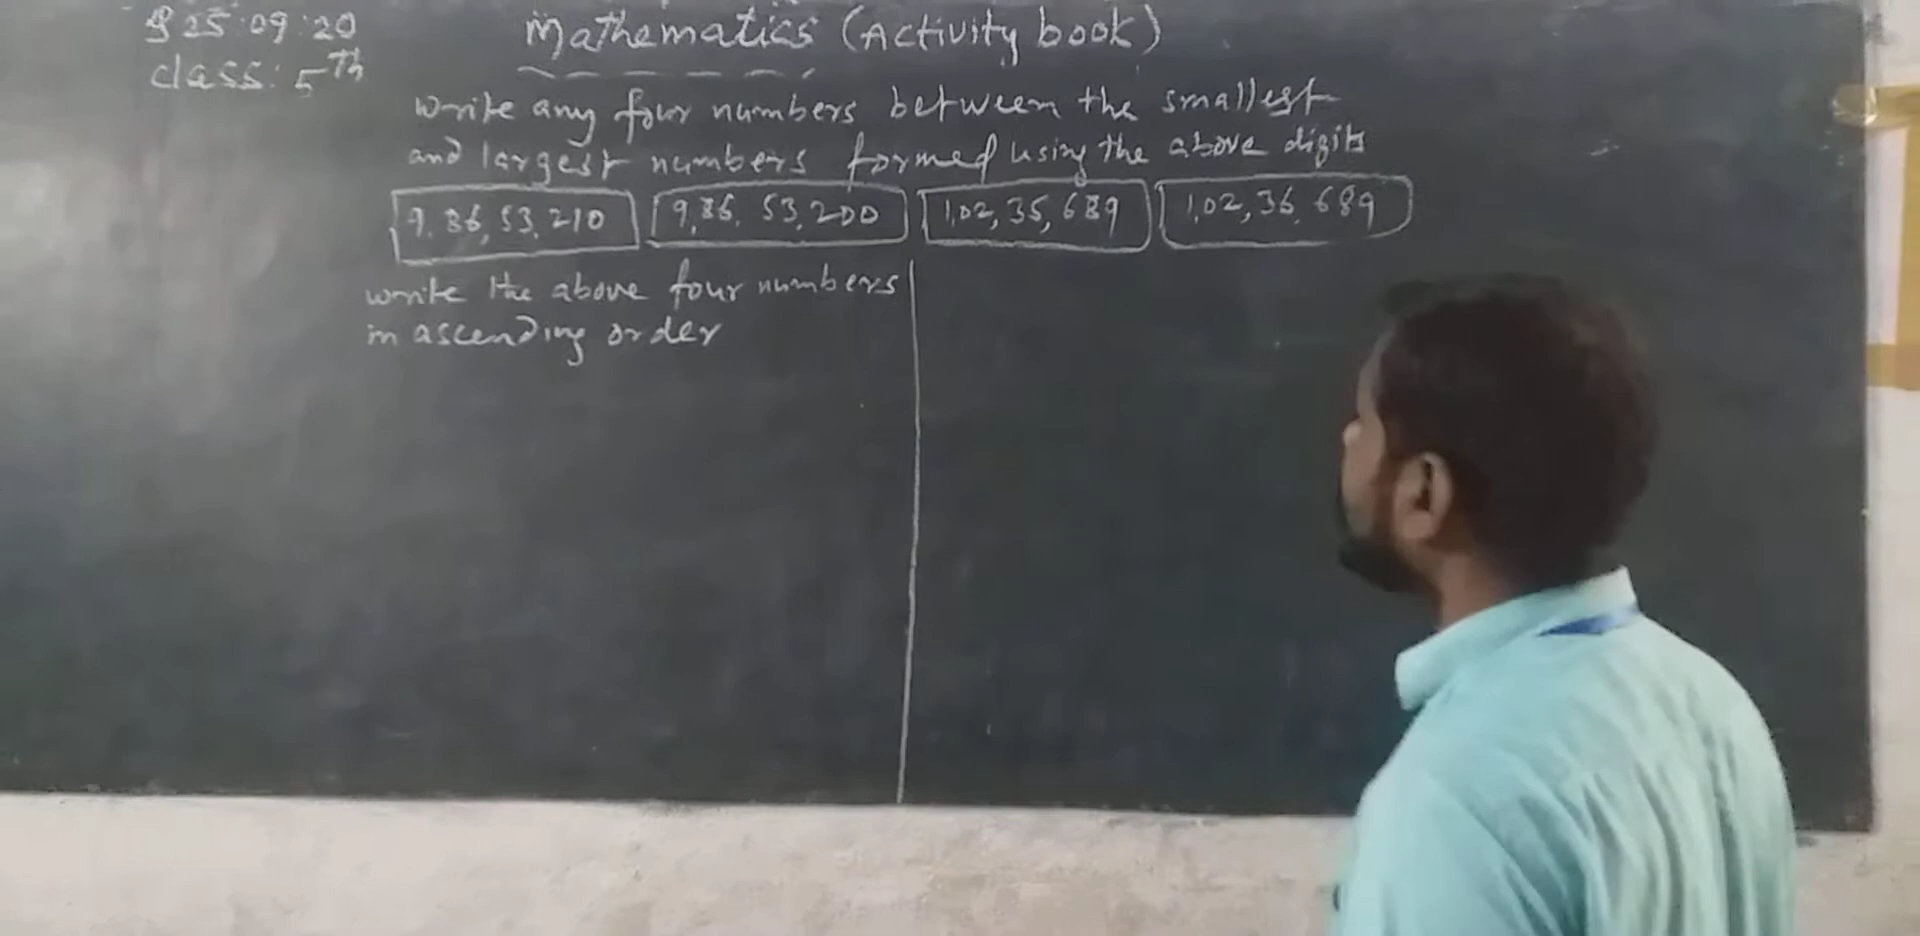 25:09:20
Class: 5Th
Mathematics (Activity book)
write any four numbers between the smallest
and largest numbers formed using the above digits
9,86,53,210 9,86,53,200 1,02,35,689 1,02,36,689
write the above four numbers
in ascending order